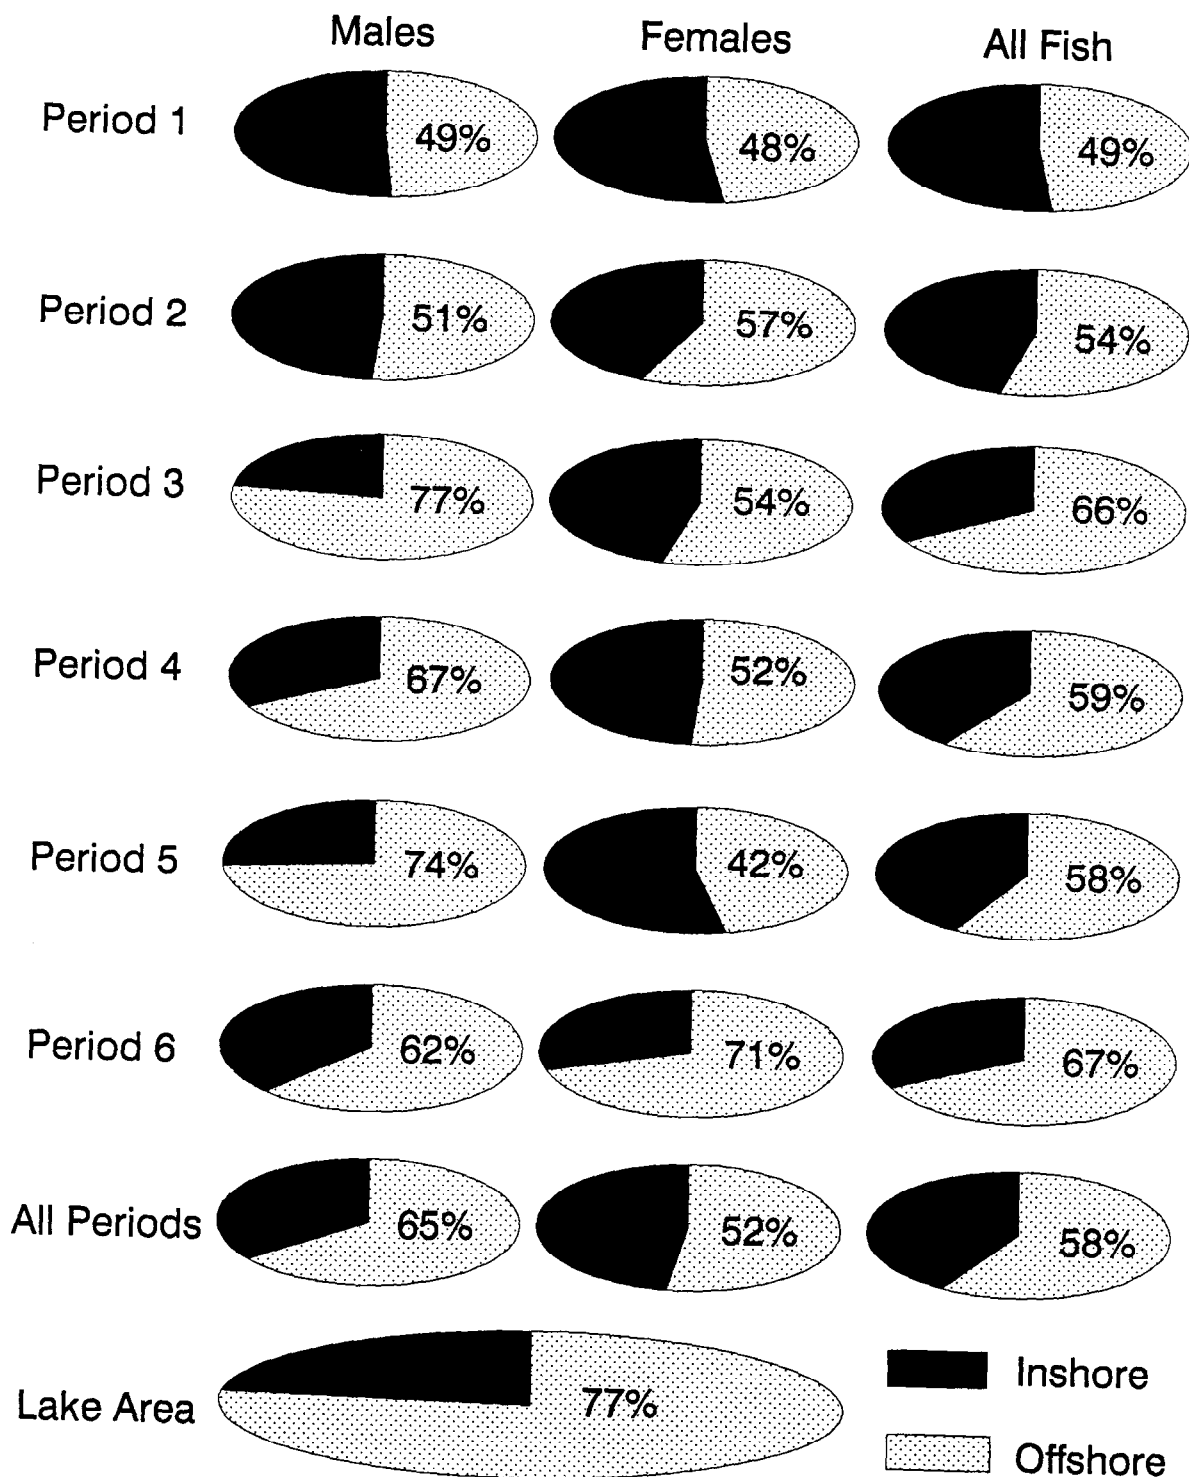 Males Females All Fish
Period 1 49% 48% 49%
Period 2 51% 57% 54%
Period 3 77% 54% 66%
Period 4 67% 52% 59%
Period 5 74% 42% 58%
Period 6 62% 71% 67%
All Periods 65% 52% 58%
Lake Area 77%
Inshore
Offshore